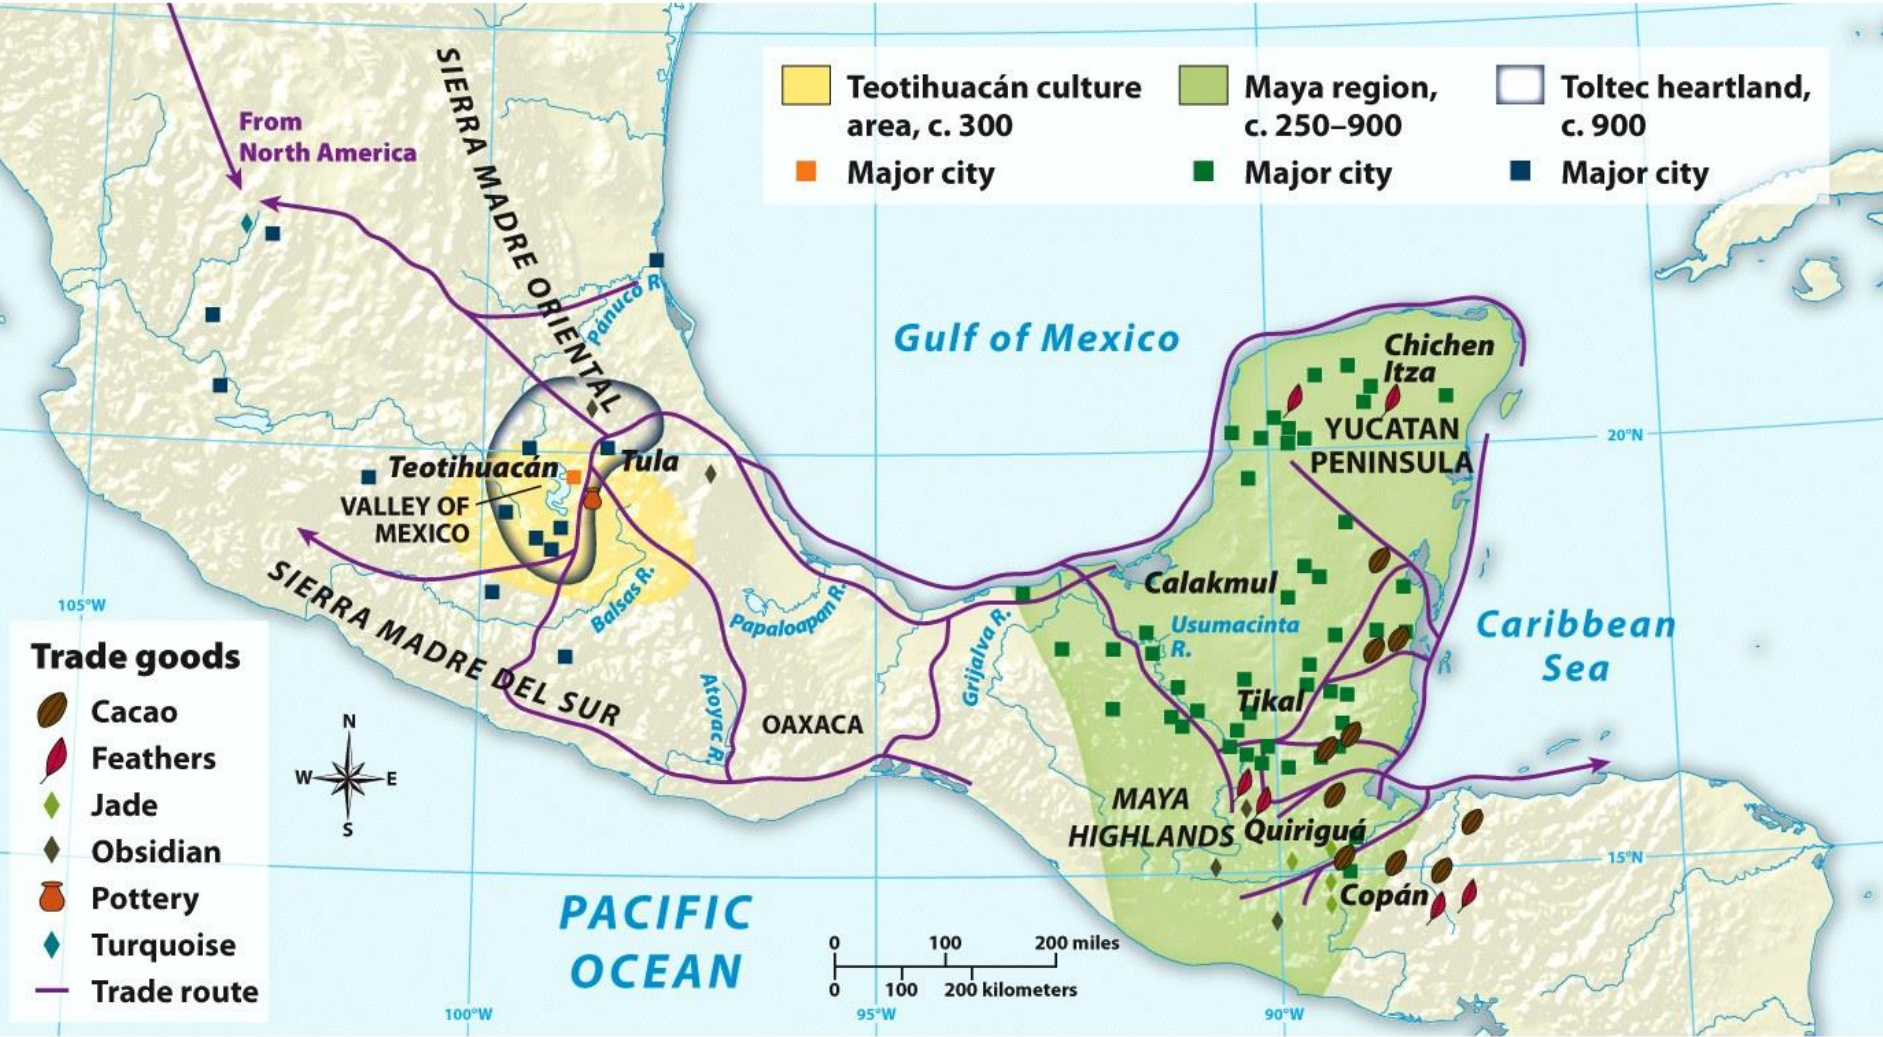 Teotihuacán culture
area, c. 300
Major city
Maya region,
c. 250–900
Major city
Toltec heartland,
c. 900
Major city
From
North America
SIERRA MADRE ORIENTAL
Pánuco R.
Gulf of Mexico
Chichen
Itza
YUCATAN
PENINSULA
20°N
Teotihuacán
Tula
VALLEY OF
MEXICO
SIERRA MADRE DEL SUR
Balsas R.
Papaloapan R.
Atoyac R.
OAXACA
Grijalva R.
Calakmul
Usumacinta
R.
Tikal
Caribbean
Sea
MAYA
HIGHLANDS
Quiriguá
Copán
15°N
105°W
Trade goods
Cacao
Feathers
Jade
Obsidian
Pottery
Turquoise
Trade route
N
W
E
S
PACIFIC
OCEAN
0 100 200 miles
0 100 200 kilometers
100°W
95°W
90°W